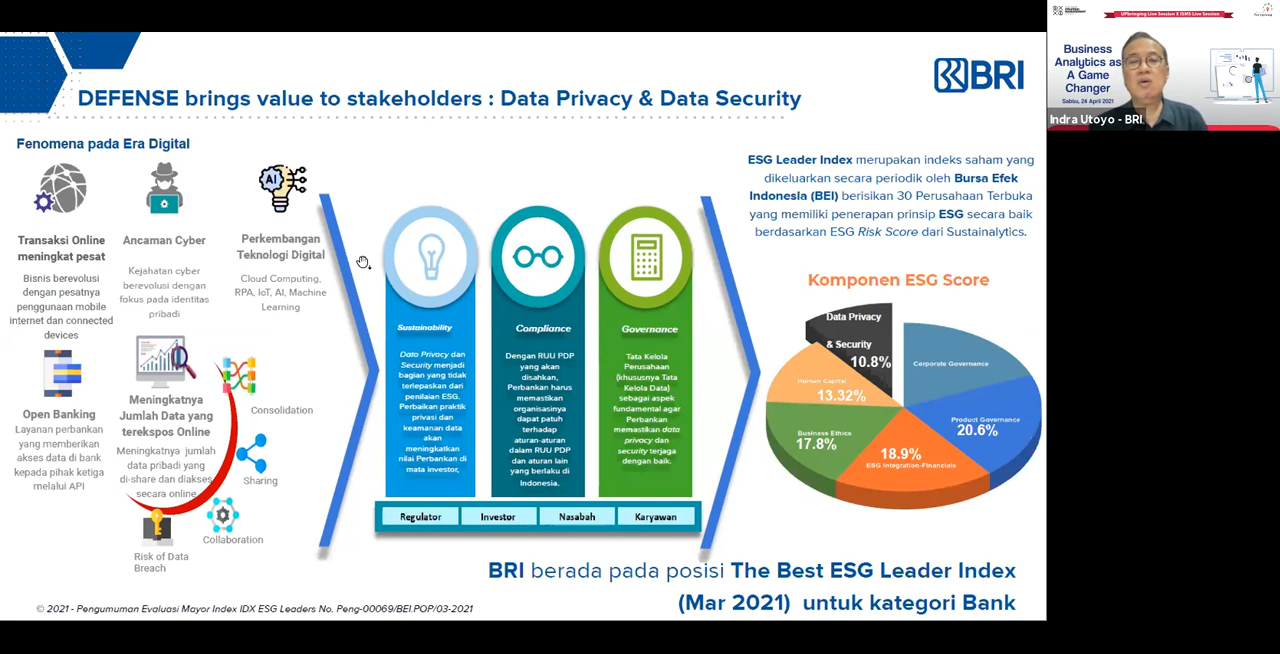 DEFENSE brings value to stakeholders : Data Privacy & Data Security
BRI
Fenomena pada Era Digital
Transaksi Online
meningkat pesat
Bisnis berevolusi
dengan pesatnya
penggunaan mobile
internet dan connected
devices
Ancaman Cyber
Kejahatan cyber
berevolusi dengan
fokus pada identitas
pribadi
AI
Perkembangan
Teknologi Digital
Cloud Computing,
RPA, IoT, AI, Machine
Learning
Open Banking
Layanan perbankan
yang memberikan
akses data di bank
kepada pihak ketiga
melalui API
Meningkatnya
Jumlah Data yang
terekspos Online
Meningkatnya jumlah
data pribadi yang
di-share dan diakses
secara online
Consolidation
Sharing
Collaboration
Risk of Data
Breach
Sustainability
Data Privacy dan
Security menjadi
bagian yang tidak
terlepaskan dari
penilaian ESG.
Perbaikan praktik
privasi dan
keamanan data
akan
meningkatkan
nilai Perbankan di
mata investor,
Compliance
Dengan RUU PDP
yang akan
disahkan,
Perbankan harus
memastikan
organisasinya
dapat patuh
terhadap
aturan-aturan
dalam RUU PDP
dan aturan lain
yang berlaku di
Indonesia.
Governance
Tata Kelola
Perusahaan
(khususnya Tata
Kelola Data)
sebagai aspek
fundamental agar
Perbankan
memastikan data
privacy dan
security terjaga
dengan baik.
Regulator
Investor
Nasabah
Karyawan
ESG Leader Index merupakan indeks saham yang
dikeluarkan secara periodik oleh Bursa Efek
Indonesia (BEI) berisikan 30 Perusahaan Terbuka
yang memiliki penerapan prinsip ESG secara baik
berdasarkan ESG Risk Score dari Sustainalytics.
Komponen ESG Score
Data Privacy
& Security
10.8%
Corporate Governance
Human Capital
13.32%
Product Governance
20.6%
Business Ethics
17.8%
18.9%
ESG Integration-Financials
BRI berada pada posisi The Best ESG Leader Index
(Mar 2021) untuk kategori Bank
© 2021 - Pengumuman Evaluasi Mayor Index IDX ESG Leaders No. Peng-00069/BEI.POP/03-2021
UPbringing Live Session X ISMS Live Session
Business
Analytics as
A Game
Changer
Sabtu, 24 April 2021
Indra Utoyo - BRI